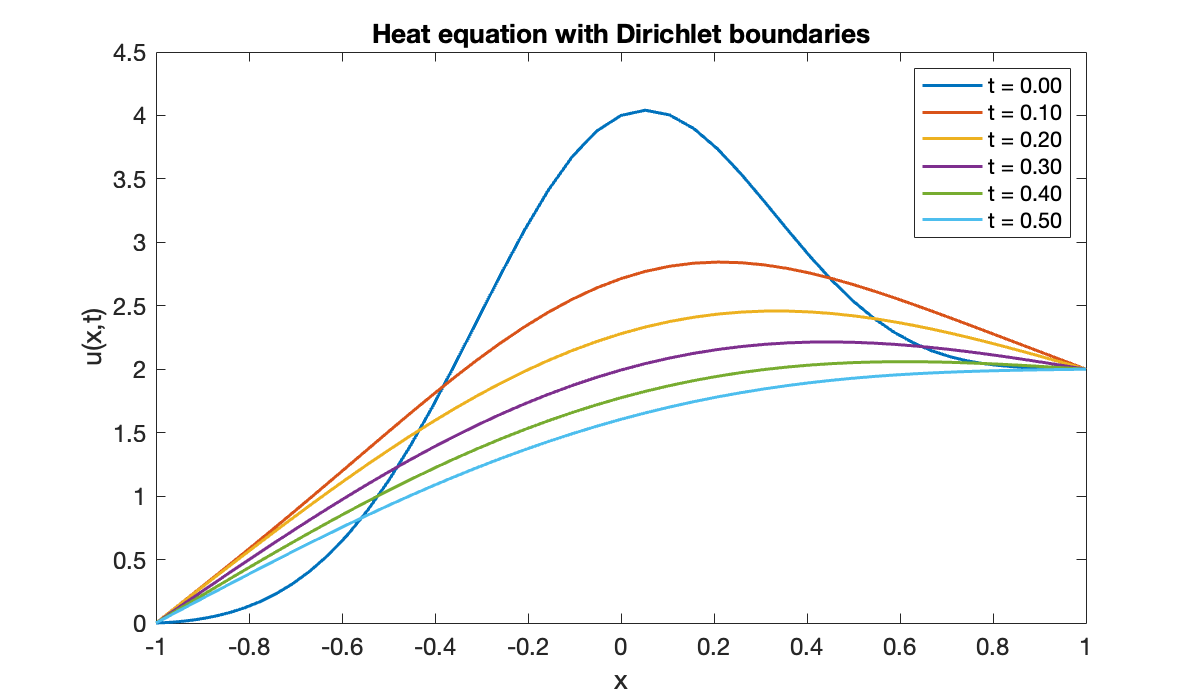 Heat equation with Dirichlet boundaries
4.5
4
3.5
3
2.5
2
1.5
1
0.5
0
u(x,t)
t = 0.00
t = 0.10
t = 0.20
t = 0.30
t = 0.40
t = 0.50
-1 -0.8 -0.6 -0.4 -0.2 0 0.2 0.4 0.6 0.8 1
x